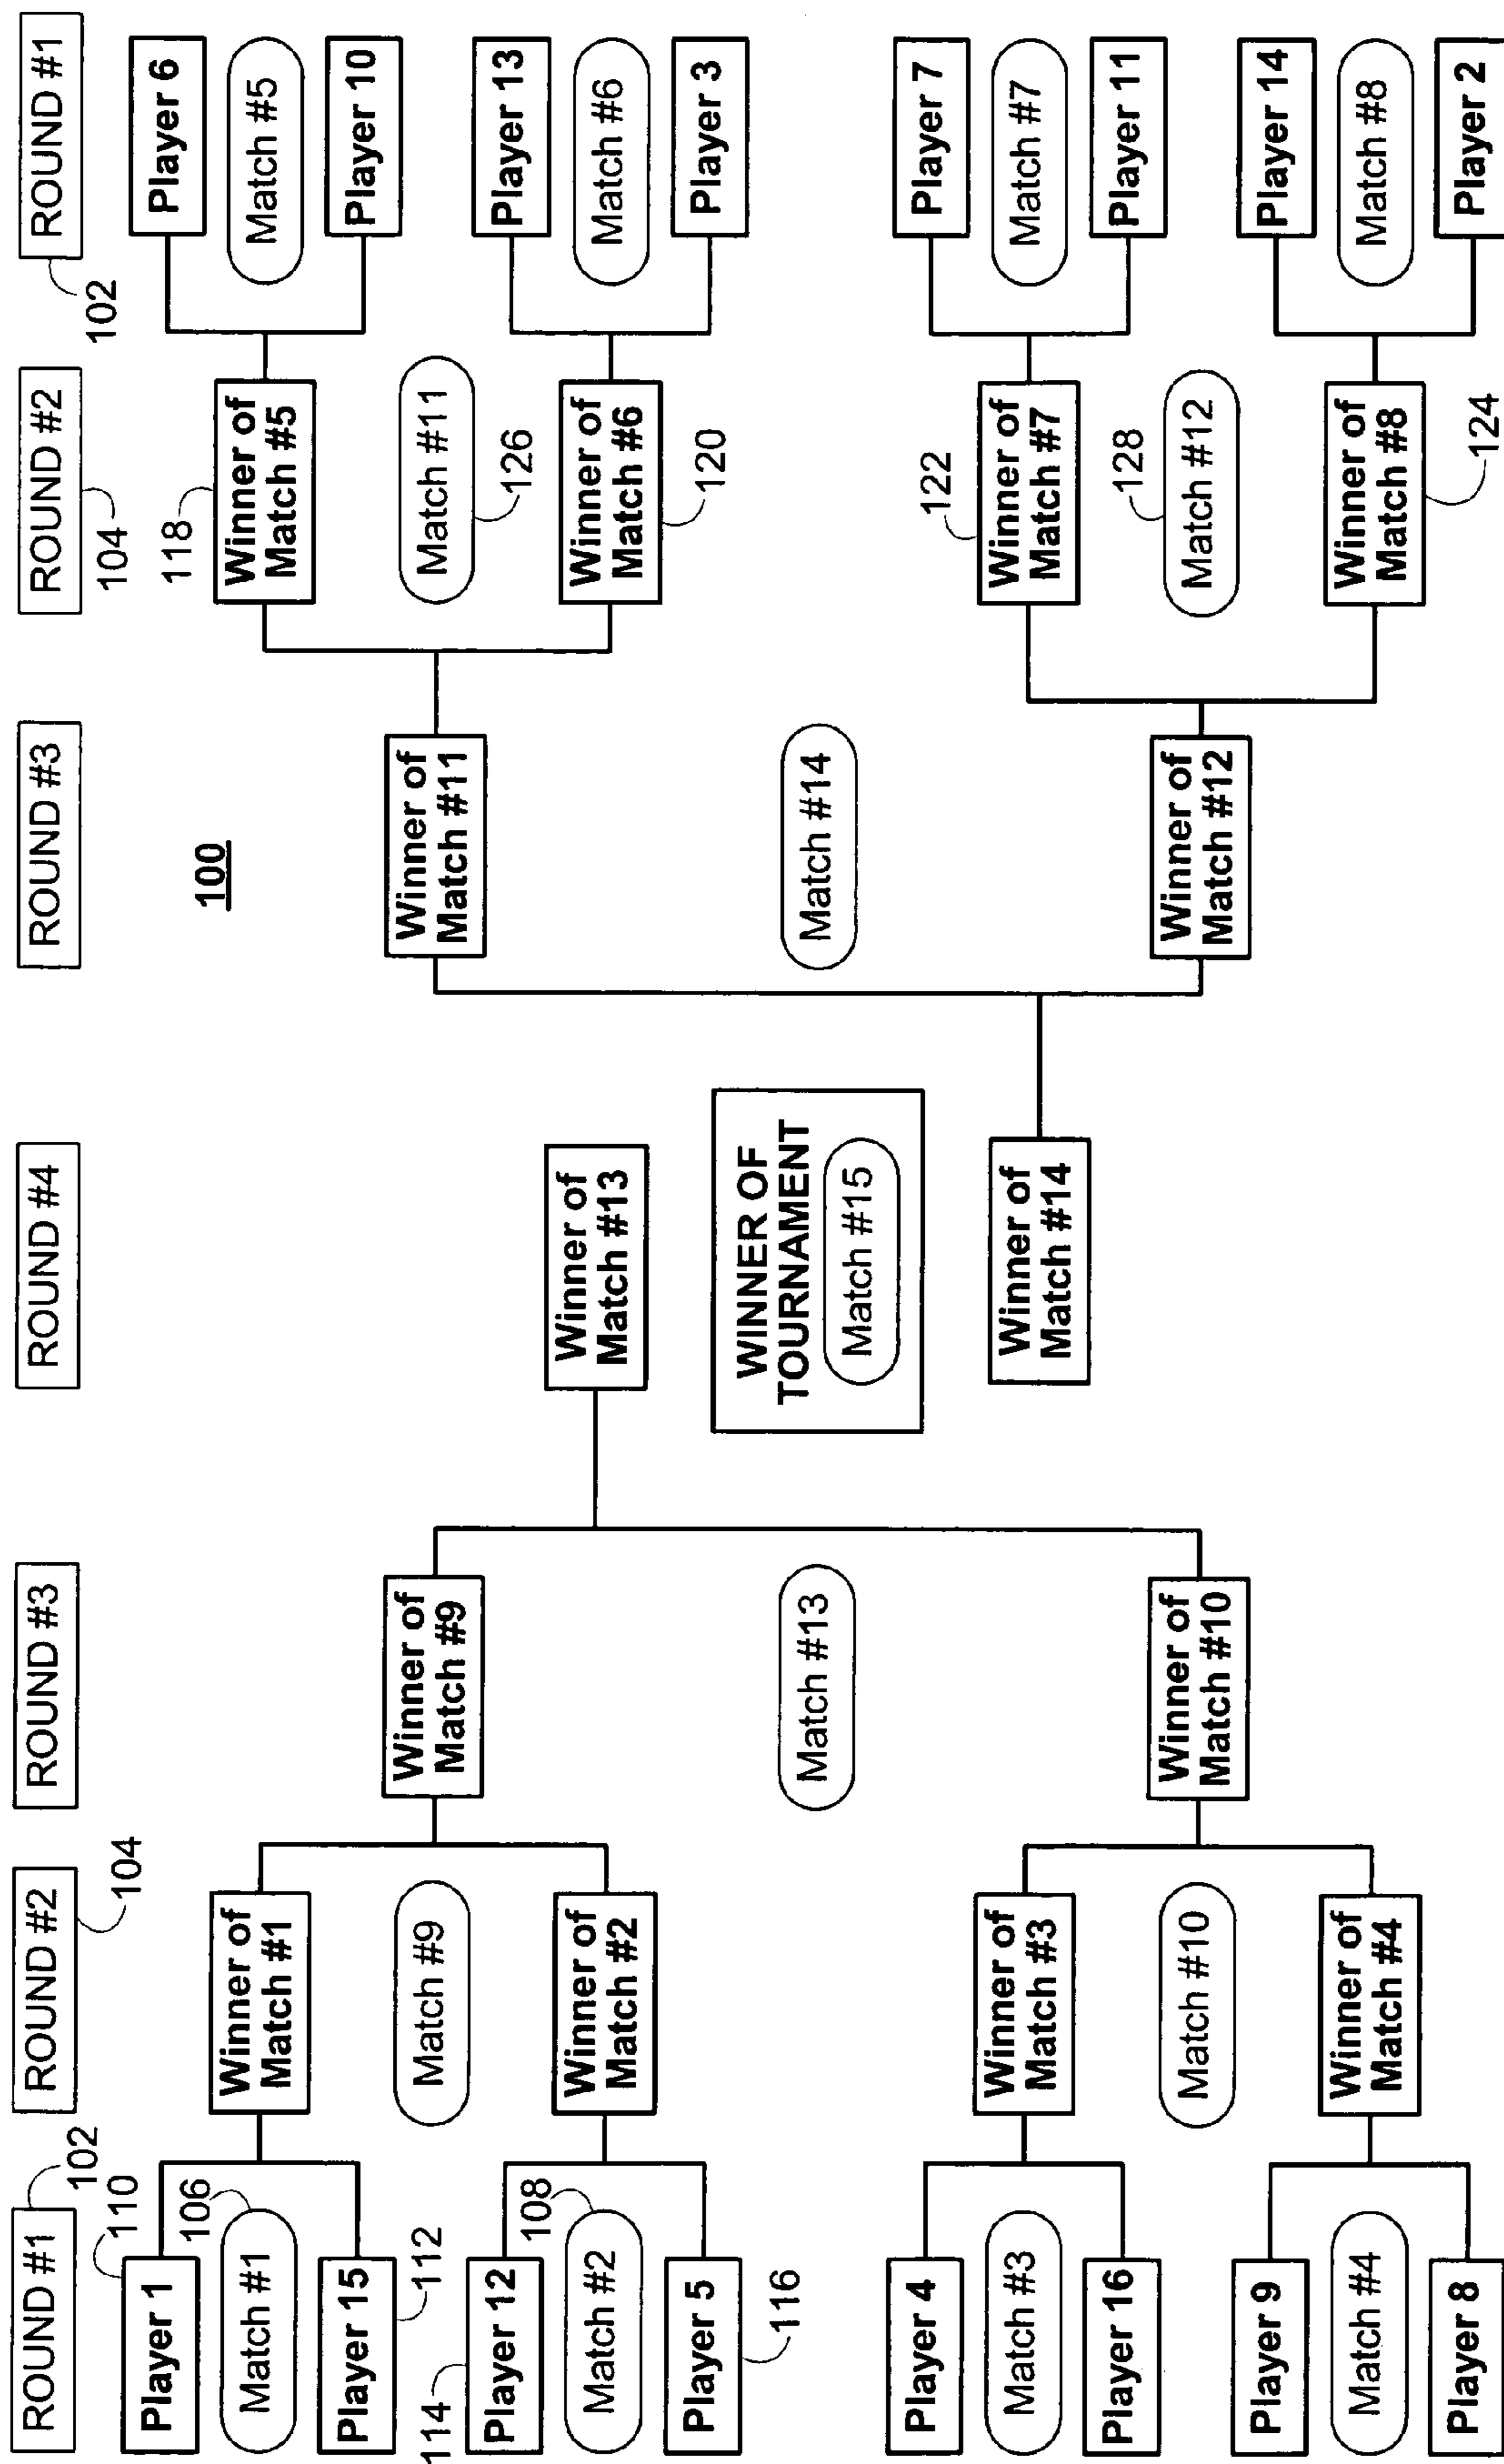 ROUND #1
102
ROUND #2
104
ROUND #3
ROUND #4
ROUND #3
ROUND #2
104
ROUND #1
102
100
110
Player 1
106
Match #1
Player 15
112
114
Player 12
108
Match #2
Player 5
116
Player 4
Match #3
Player 16
Player 9
Match #4
Player 8
Winner of
Match #1
Match #9
Winner of
Match #2
Winner of
Match #3
Match #10
Winner of
Match #4
Winner of
Match #9
Match #13
Winner of
Match #10
Winner of
Match #13
WINNER OF
TOURNAMENT
Match #15
Winner of
Match #14
Winner of
Match #11
Match #14
Winner of
Match #12
118
Winner of
Match #5
Match #11
126
Winner of
Match #6
120
122
Winner of
Match #7
128
Match #12
Winner of
Match #8
124
Player 6
Match #5
Player 10
Player 13
Match #6
Player 3
Player 7
Match #7
Player 11
Player 14
Match #8
Player 2